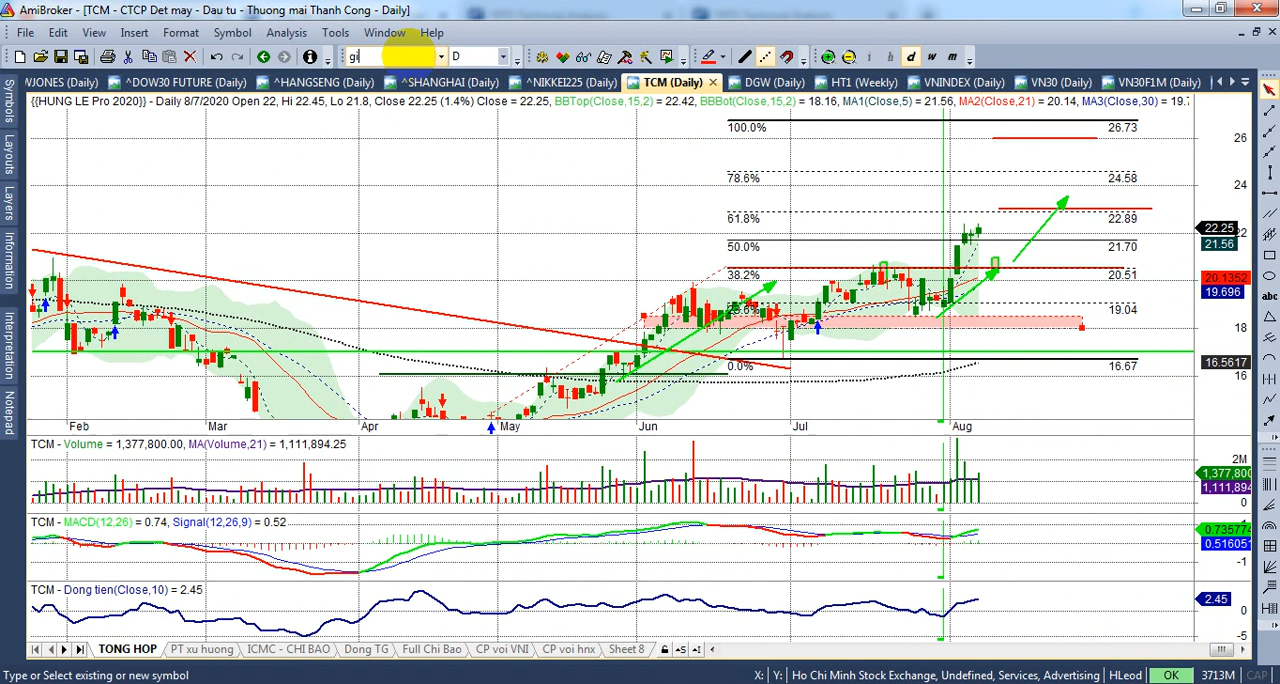 AmiBroker - [TCM - CTCP Det may - Dau tu - Thuong mai Thanh Cong - Daily]
File Edit View Insert Format Symbol Analysis Tools Window Help
gi D i h d w m
WJONES (Daily) ^DOW30 FUTURE (Daily) ^HANGSENG (Daily) ^SHANGHAI (Daily) ^NIKKEI225 (Daily) TCM (Daily) DGW (Daily) HT1 (Weekly) VNINDEX (Daily) VN30 (Daily) VN30F1M (Daily)
{{HUNG LE Pro 2020}} - Daily 8/7/2020 Open 22, Hi 22.45, Lo 21.8, Close 22.25 (1.4%) Close = 22.25, BBTop(Close,15,2) = 22.42, BBBot(Close,15,2) = 18.16, MA1(Close,5) = 21.56, MA2(Close,21) = 20.14, MA3(Close,30) = 19.7
Symbols
Layouts
Layers
Information
Interpretation
Notepad
100.0% 26.73
26
78.6% 24.58
24
61.8% 22.89
22.25
22
50.0% 21.70
21.56
38.2% 20.51
20.1352
19.696
19.04
18
0.0% 16.67
16.5617
16
Feb Mar Apr May Jun Jul Aug
TCM - Volume = 1,377,800.00, MA(Volume,21) = 1,111,894.25
2M
1,377,800
1,111,894
0
TCM - MACD(12,26) = 0.74, Signal(12,26,9) = 0.52
0.735774
0.516051
-1
TCM - Dong tien(Close,10) = 2.45
2.45
0
-5
TONG HOP PT xu huong ICMC - CHI BAO Dong TG Full Chi Bao CP voi VNI CP voi hnx Sheet 8
Type or Select existing or new symbol X: Y: Ho Chi Minh Stock Exchange, Undefined, Services, Advertising HLeod OK 3713M CAP
abc